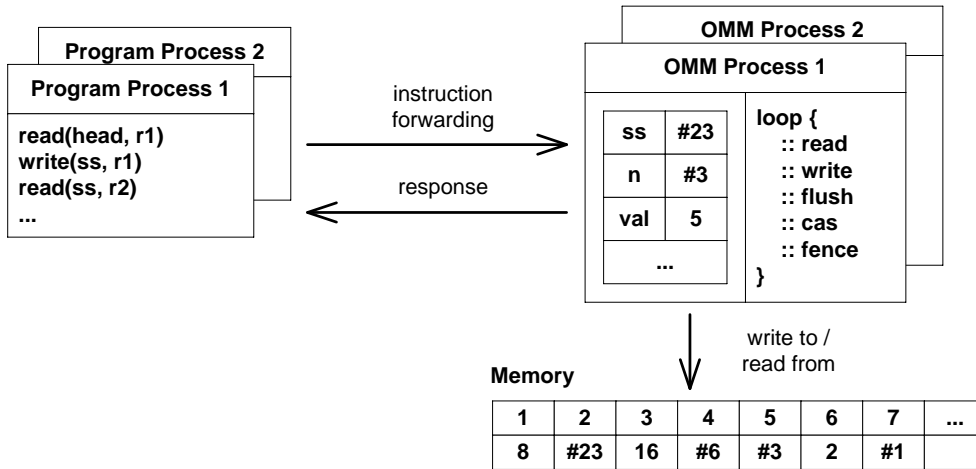 Program Process 2
Program Process 1
read(head, r1)
write(ss, r1)
read(ss, r2)
...
instruction
forwarding
response
OMM Process 2
OMM Process 1
ss #23
n #3
val 5
...
loop {
:: read
:: write
:: flush
:: cas
:: fence
}
write to /
read from
Memory
1 2 3 4 5 6 7 ...
8 #23 16 #6 #3 2 #1